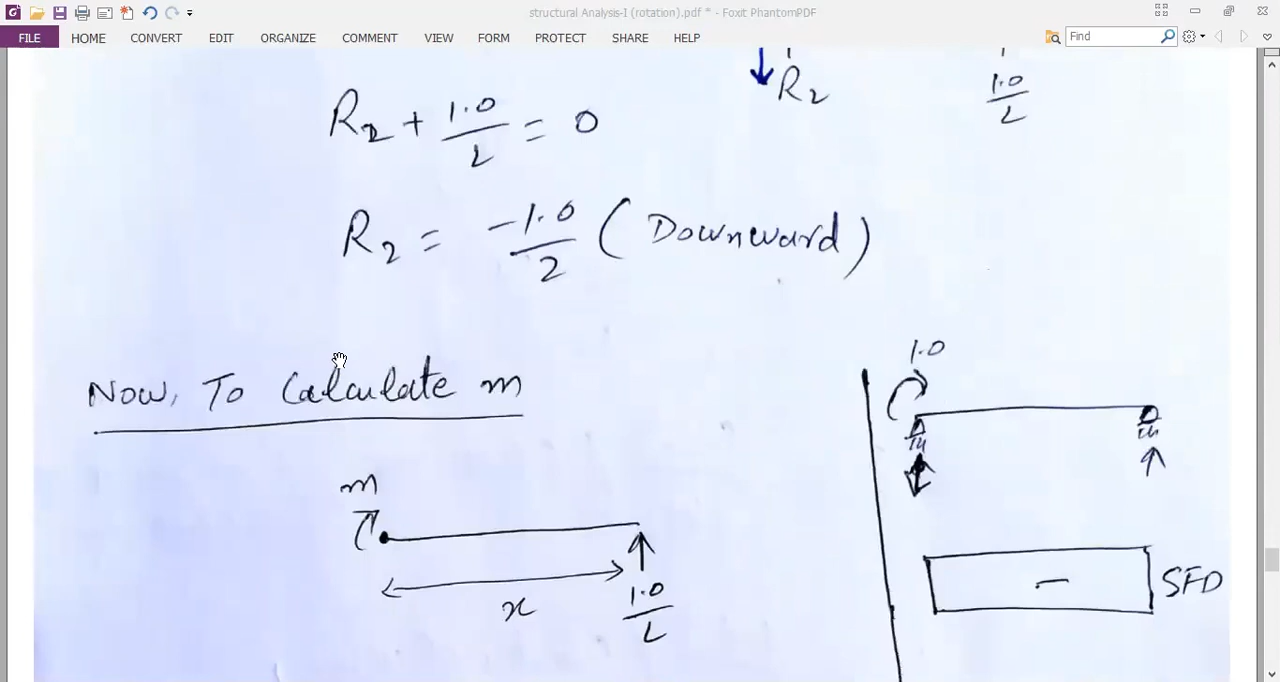 structural Analysis-I (rotation).pdf * - Foxit PhantomPDF
FILE HOME CONVERT EDIT ORGANIZE COMMENT VIEW FORM PROTECT SHARE HELP
Find
R₂
1.0/L
R₂ + 1.0/L = 0
R₂ = -1.0/2 (Downward)
NOW, To Calculate m
1.0
m
x
1.0/L
- SFD